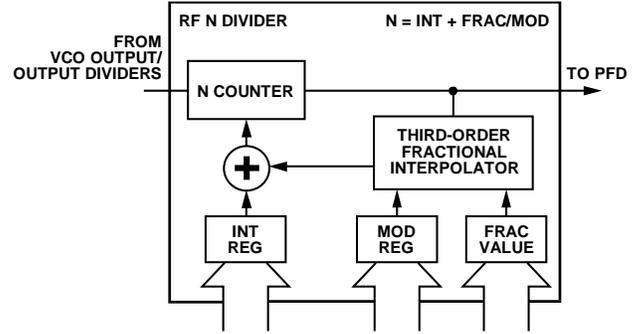 RF N DIVIDER
N = INT + FRAC/MOD
FROM
VCO OUTPUT/
OUTPUT DIVIDERS
N COUNTER
TO PFD
THIRD-ORDER
FRACTIONAL
INTERPOLATOR
+
INT
REG
MOD
REG
FRAC
VALUE